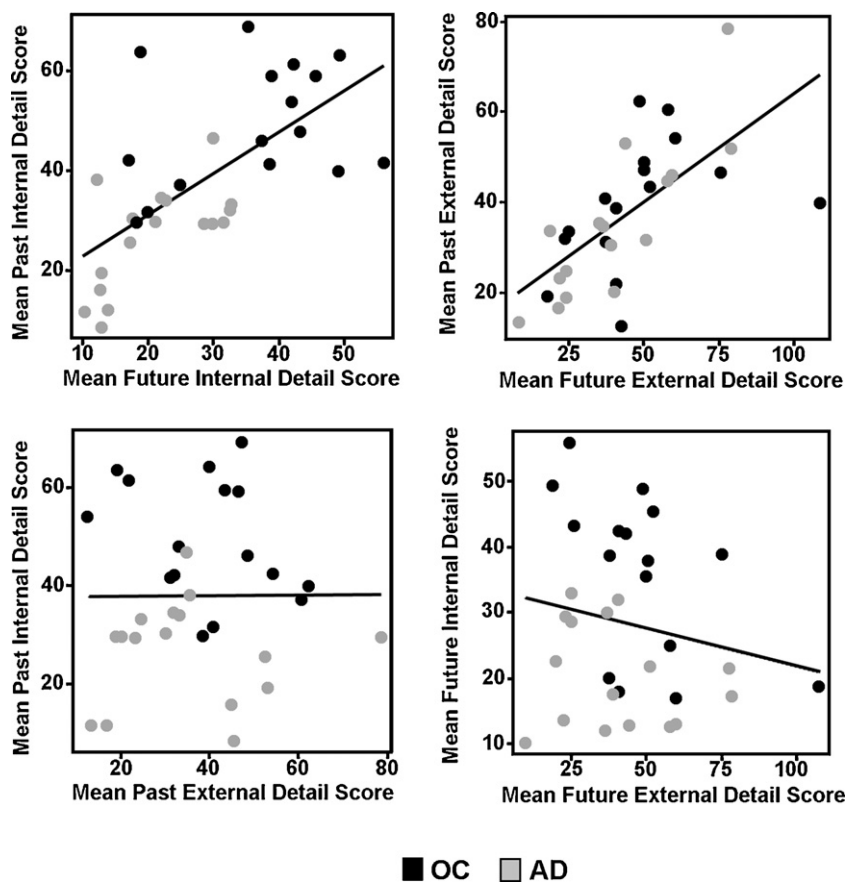 Mean Past Internal Detail Score
60
40
20
10 20 30 40 50
Mean Future Internal Detail Score
Mean Past External Detail Score
80
60
40
20
25 50 75 100
Mean Future External Detail Score
Mean Past Internal Detail Score
60
40
20
20 40 60 80
Mean Past External Detail Score
Mean Future Internal Detail Score
50
40
30
20
10
25 50 75 100
Mean Future External Detail Score
OC AD